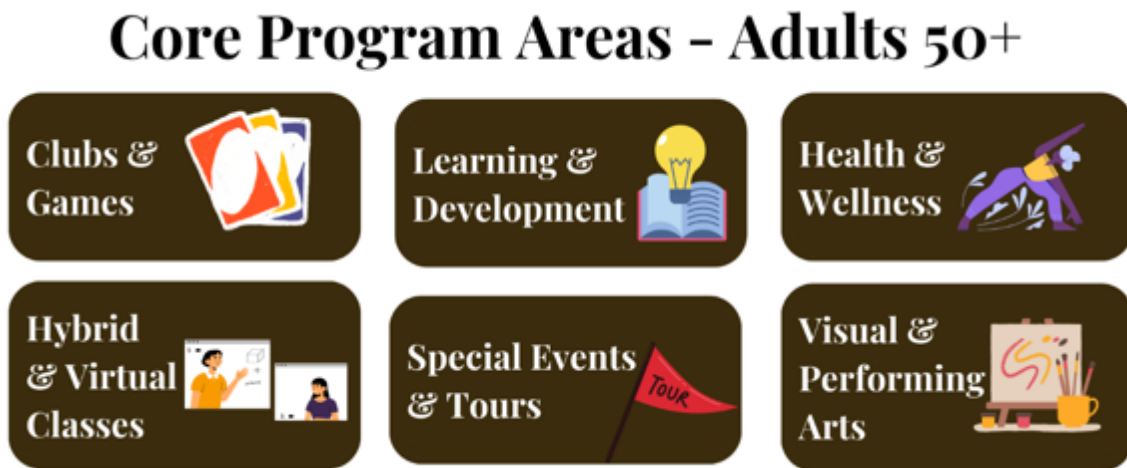 Core Program Areas - Adults 50+
Clubs &
Games
Learning &
Development
Health &
Wellness
Hybrid
& Virtual
Classes
Special Events
& Tours
TOUR
Visual &
Performing
Arts